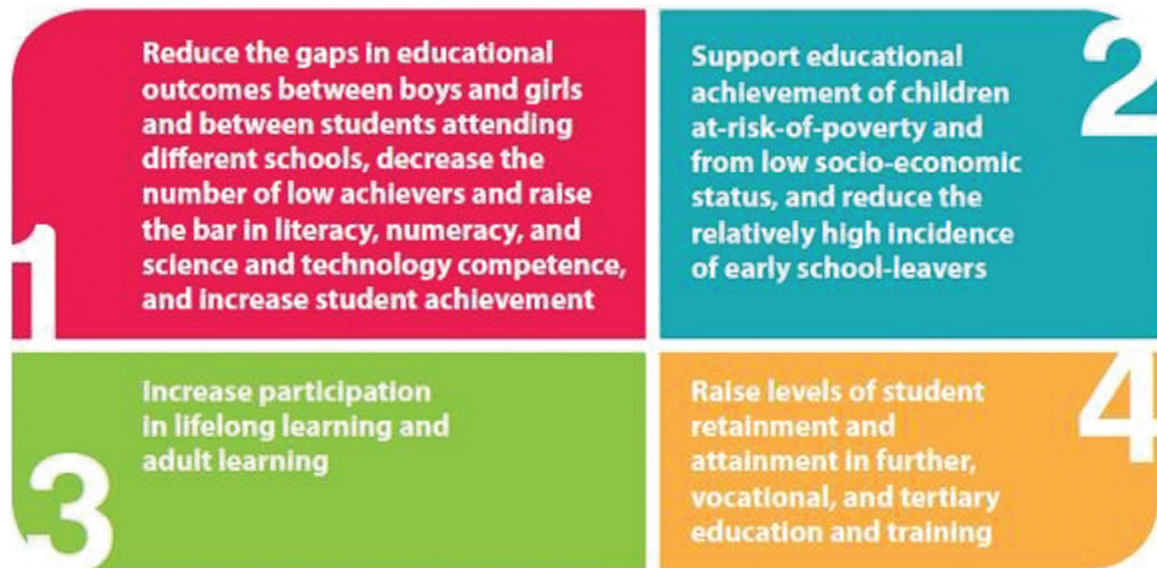 1
Reduce the gaps in educational
outcomes between boys and girls
and between students attending
different schools, decrease the
number of low achievers and raise
the bar in literacy, numeracy, and
science and technology competence,
and increase student achievement
2
Support educational
achievement of children
at-risk-of-poverty and
from low socio-economic
status, and reduce the
relatively high incidence
of early school-leavers
3
Increase participation
in lifelong learning and
adult learning
4
Raise levels of student
retainment and
attainment in further,
vocational, and tertiary
education and training